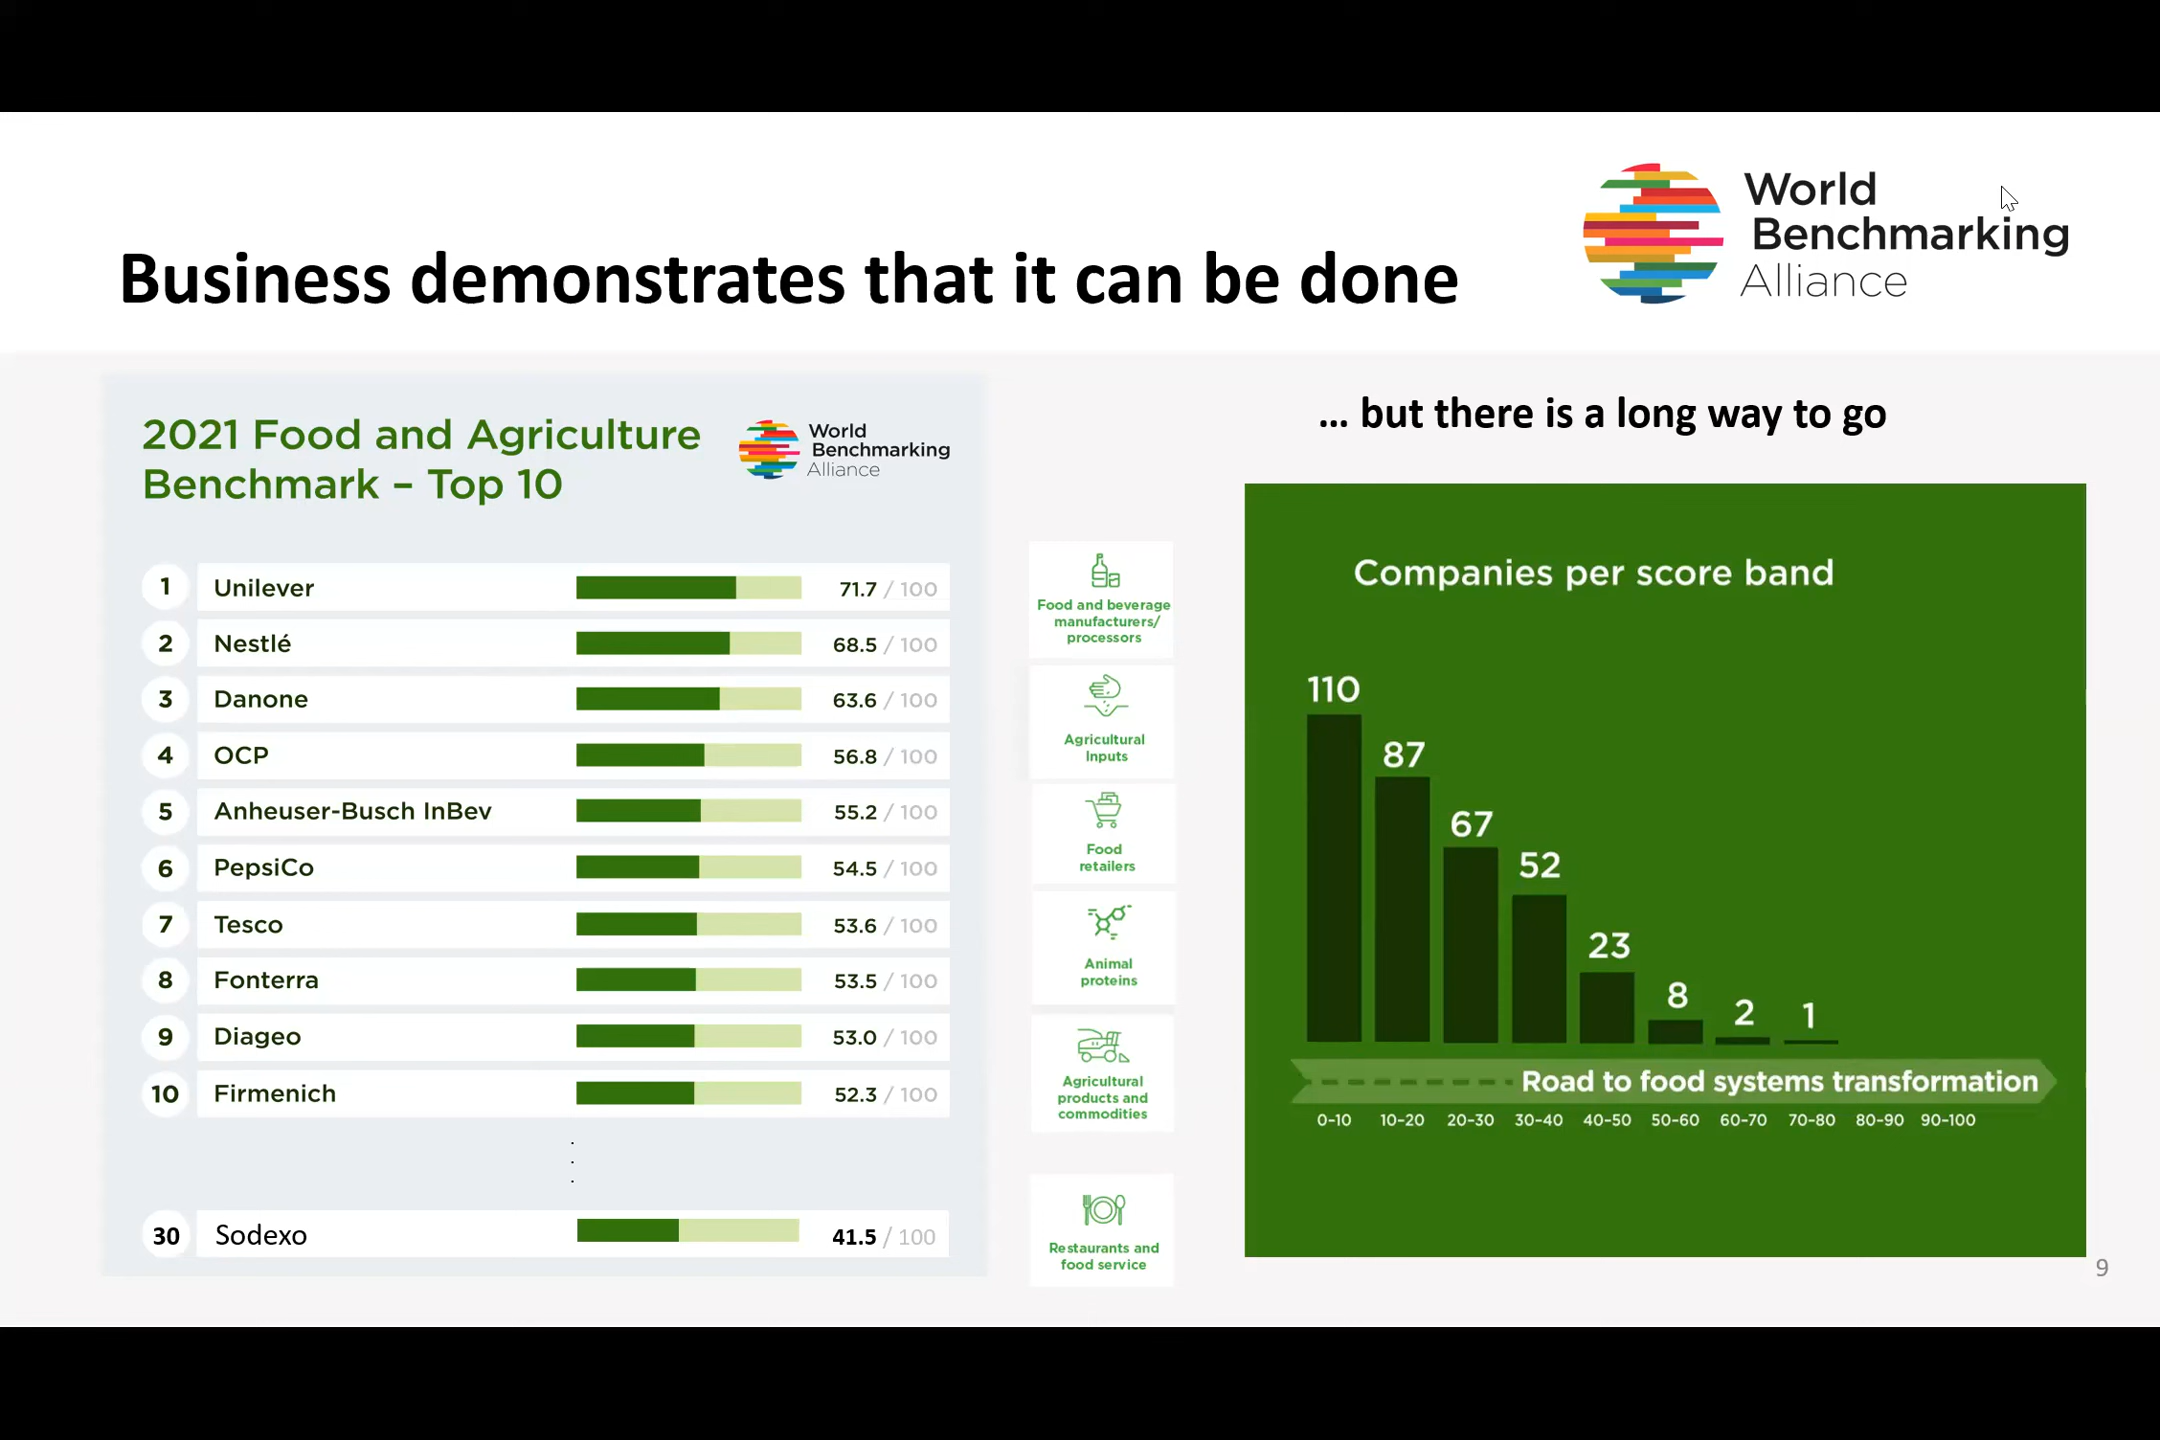 World
Benchmarking
Alliance
Business demonstrates that it can be done
2021 Food and Agriculture
Benchmark – Top 10
World
Benchmarking
Alliance
1 Unilever 71.7 / 100
2 Nestlé 68.5 / 100
3 Danone 63.6 / 100
4 OCP 56.8 / 100
5 Anheuser-Busch InBev 55.2 / 100
6 PepsiCo 54.5 / 100
7 Tesco 53.6 / 100
8 Fonterra 53.5 / 100
9 Diageo 53.0 / 100
10 Firmenich 52.3 / 100
30 Sodexo 41.5 / 100
Food and beverage
manufacturers/
processors
Agricultural
Inputs
Food
retailers
Animal
proteins
Agricultural
products and
commodities
Restaurants and
food service
... but there is a long way to go
Companies per score band
110
87
67
52
23
8
2
1
Road to food systems transformation
0-10 10-20 20-30 30-40 40-50 50-60 60-70 70-80 80-90 90-100
9